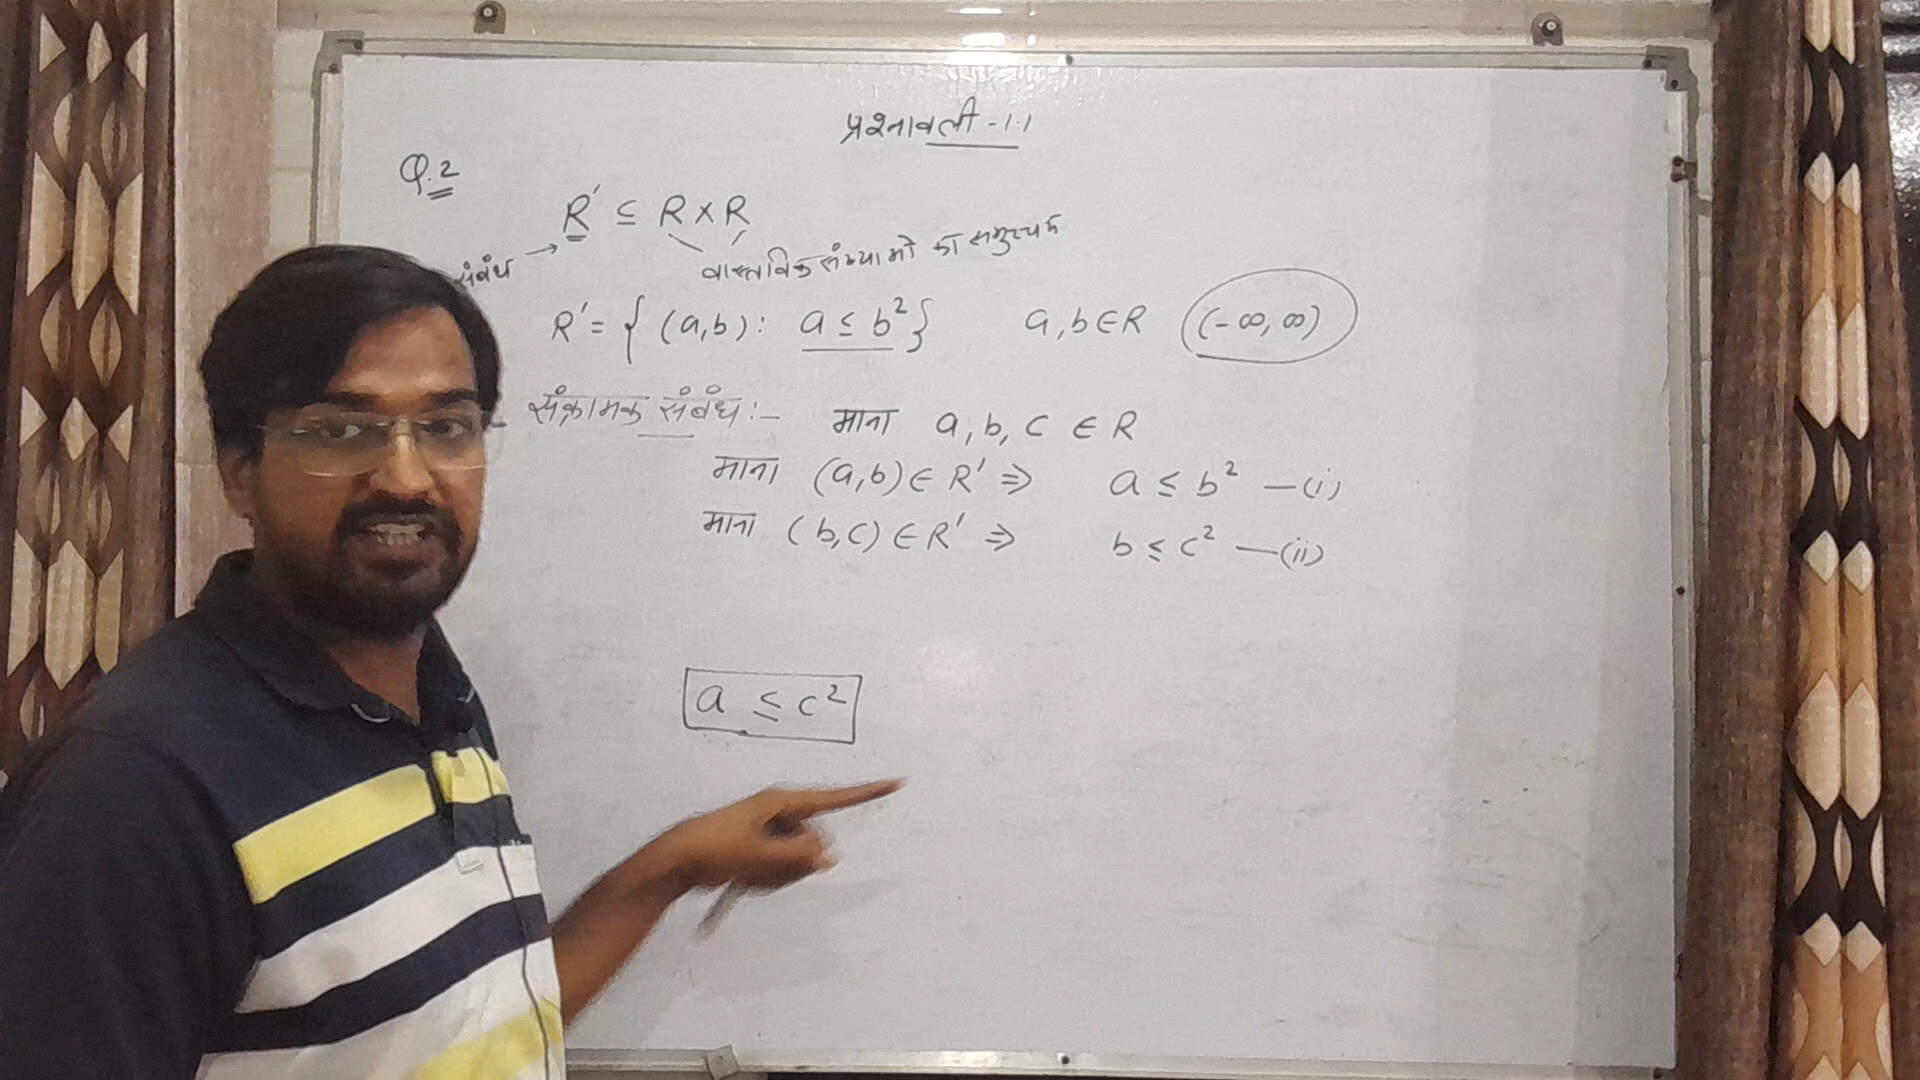 प्रश्नावली-1.1
Q.2
R' ⊆ R × R
संबंध → वास्तविक संख्याओं का समुच्चय
R' = { (a,b) : a ≤ b² } a, b ∈ R (-∞, ∞)
संक्रामक संबंध :- माना a, b, c ∈ R
माना (a,b) ∈ R' ⇒ a ≤ b² —(i)
माना (b,c) ∈ R' ⇒ b ≤ c² —(ii)
a ≤ c²